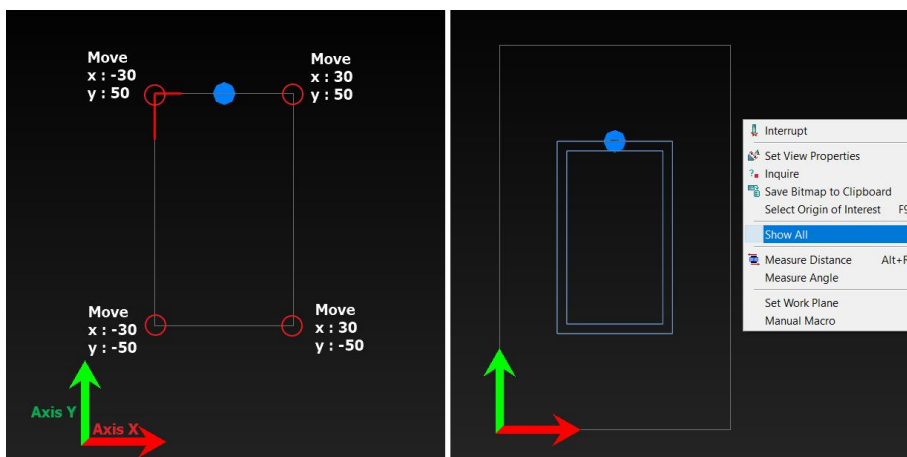 Move
x : -30
y : 50
Move
x : 30
y : 50
Move
x : -30
y : -50
Move
x : 30
y : -50
Axis Y
Axis X
Interrupt
Set View Properties
Inquire
Save Bitmap to Clipboard
Select Origin of Interest F9
Show All
Measure Distance Alt+F
Measure Angle
Set Work Plane
Manual Macro